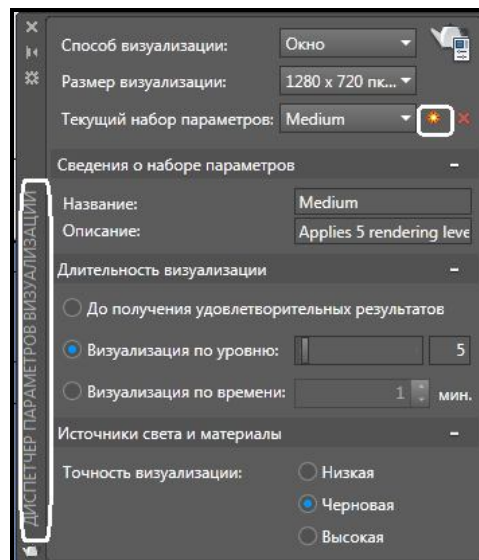 Способ визуализации: Окно
Размер визуализации: 1280 x 720 пк...
Текущий набор параметров: Medium
Сведения о наборе параметров
Название: Medium
Описание: Applies 5 rendering leve
Длительность визуализации
До получения удовлетворительных результатов
Визуализация по уровню: 5
Визуализация по времени: 1 мин.
Источники света и материалы
Точность визуализации: Низкая
Черновая
Высокая
ДИСПЕТЧЕР ПАРАМЕТРОВ ВИЗУАЛИЗАЦИИ